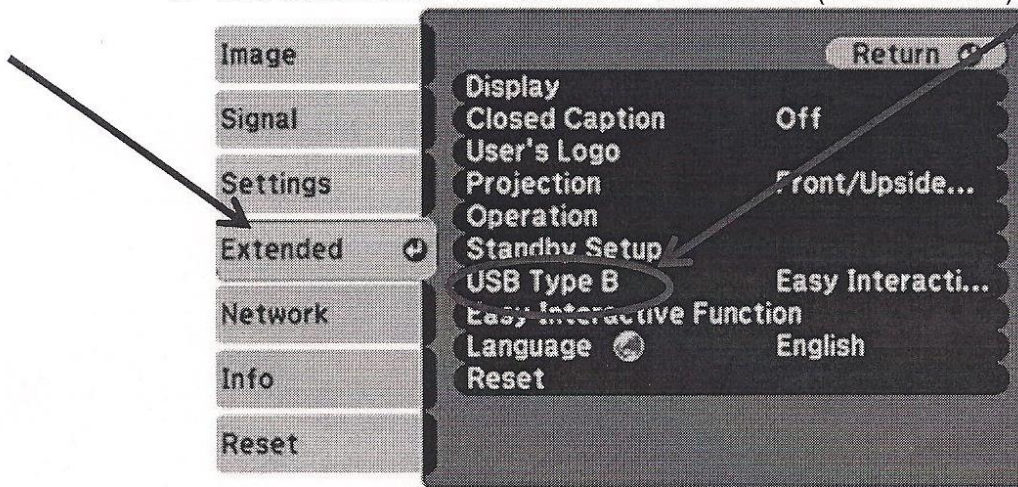 Image
Signal
Settings
Extended
Network
Info
Reset
Return
Display
Closed Caption Off
User's Logo
Projection Front/Upside...
Operation
Standby Setup
USB Type B Easy Interacti...
Easy Interactive Function
Language English
Reset